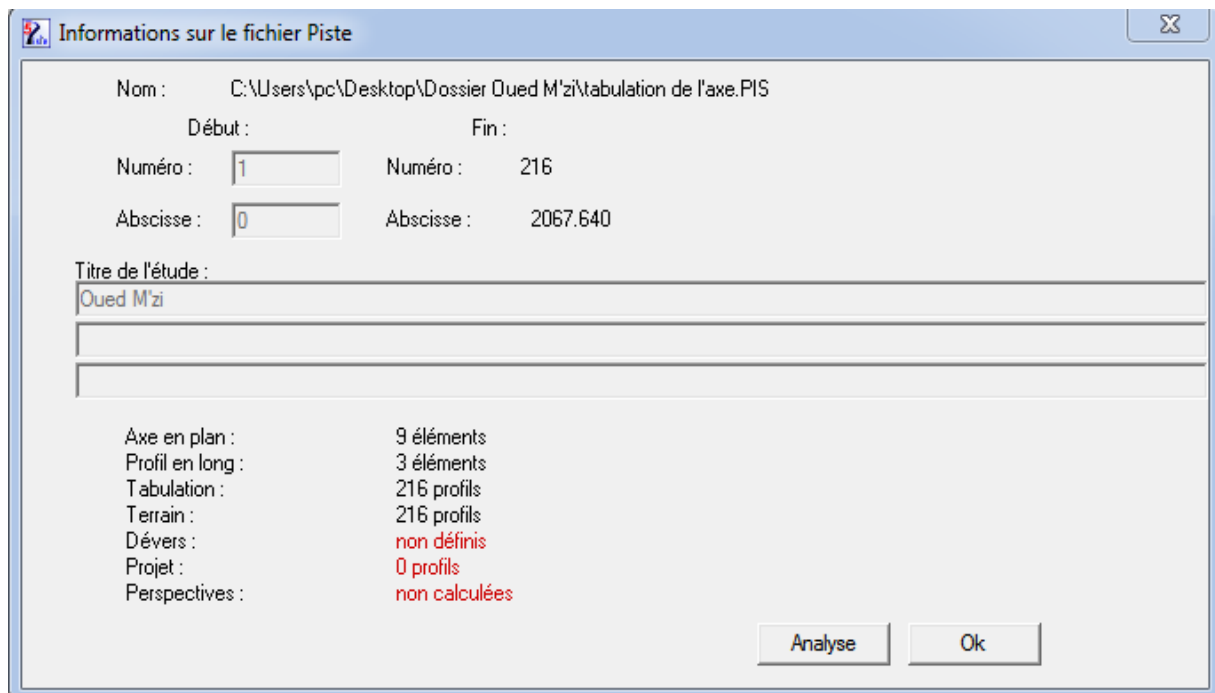 Informations sur le fichier Piste
Nom : C:\Users\pc\Desktop\Dossier Oued M'zi\tabulation de l'axe.PIS
Début : Fin :
Numéro : 1 Numéro : 216
Abscisse : 0 Abscisse : 2067.640
Titre de l'étude :
Oued M'zi
Axe en plan : 9 éléments
Profil en long : 3 éléments
Tabulation : 216 profils
Terrain : 216 profils
Dévers : non définis
Projet : 0 profils
Perspectives : non calculées
Analyse Ok